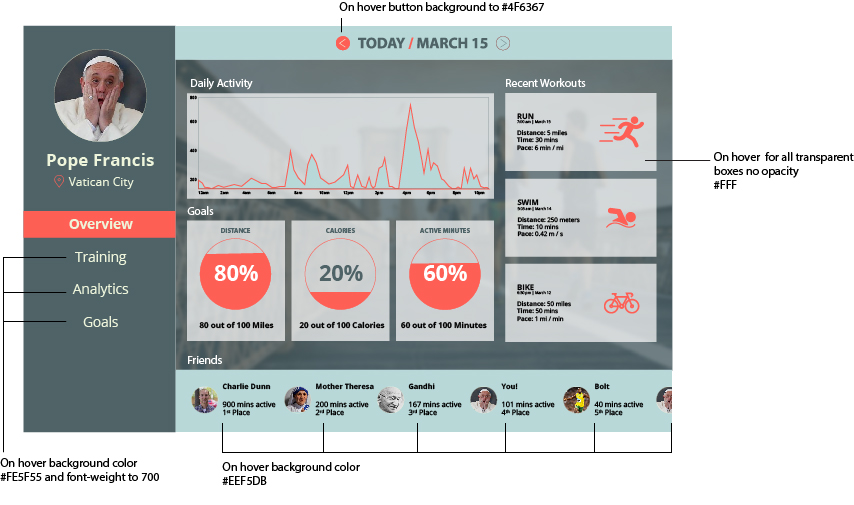 On hover button background to #4F6367
TODAY / MARCH 15
Pope Francis
Vatican City
Overview
Training
Analytics
Goals
Daily Activity
800
600
400
200
12am 2am 4am 6am 8am 10am 12pm 2pm 4pm 6pm 8pm 10pm
Goals
DISTANCE
80%
80 out of 100 Miles
CALORIES
20%
20 out of 100 Calories
ACTIVE MINUTES
60%
60 out of 100 Minutes
Recent Workouts
RUN
March 15
Distance: 5 miles
Time: 30 mins
Pace: 6 min / mi
SWIM
March 14
Distance: 250 meters
Time: 10 mins
Pace: 0.42 m / s
BIKE
March 12
Distance: 50 miles
Time: 50 mins
Pace: 1 mi / min
On hover for all transparent
boxes no opacity
#FFF
Friends
Charlie Dunn
900 mins active
1st Place
Mother Theresa
200 mins active
2nd Place
Gandhi
167 mins active
3rd Place
You!
101 mins active
4th Place
Bolt
40 mins active
5th Place
On hover background color
#FE5F55 and font-weight to 700
On hover background color
#EEF5DB